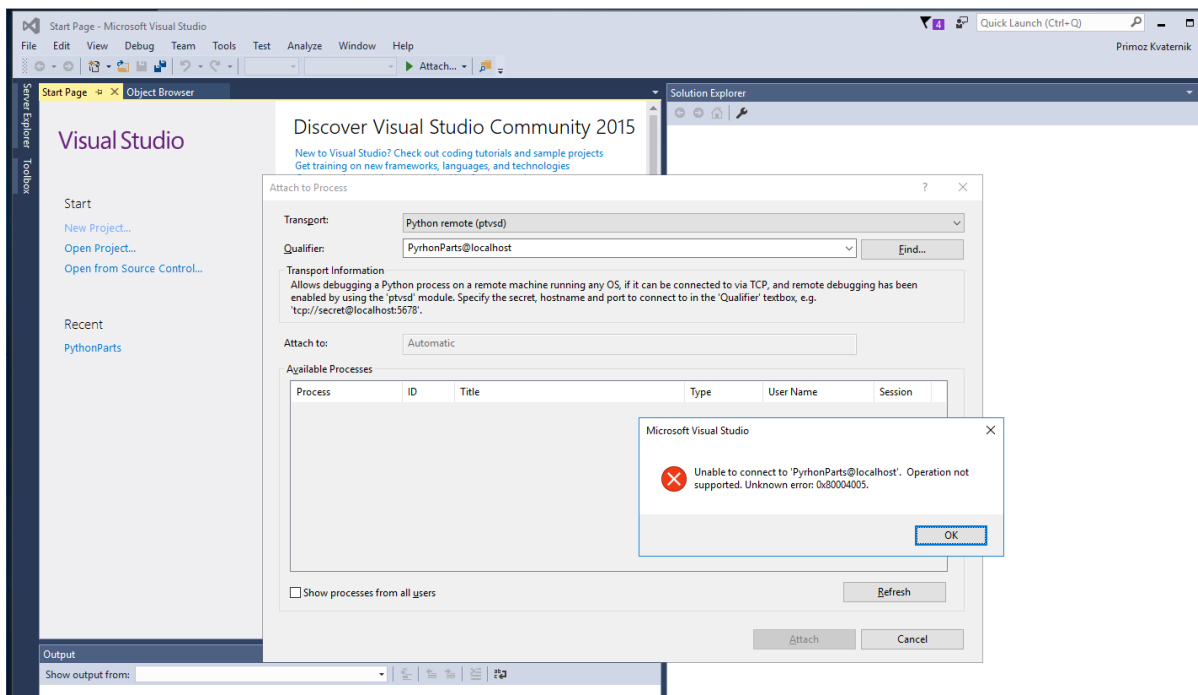 Start Page - Microsoft Visual Studio
4
Quick Launch (Ctrl+Q)
File Edit View Debug Team Tools Test Analyze Window Help
Primoz Kvaternik
Attach...
Server Explorer
Toolbox
Start Page
Object Browser
Solution Explorer
Visual Studio
Discover Visual Studio Community 2015
New to Visual Studio? Check out coding tutorials and sample projects
Get training on new frameworks, languages, and technologies
Start
New Project...
Open Project...
Open from Source Control...
Recent
PythonParts
Attach to Process
?
Transport: Python remote (ptvsd)
Qualifier: PyrhonParts@localhost Find...
Transport Information
Allows debugging a Python process on a remote machine running any OS, if it can be connected to via TCP, and remote debugging has been
enabled by using the 'ptvsd' module. Specify the secret, hostname and port to connect to in the 'Qualifier' textbox, e.g.
'tcp://secret@localhost:5678'.
Attach to: Automatic
Available Processes
Process ID Title Type User Name Session
Microsoft Visual Studio
Unable to connect to 'PyrhonParts@localhost'. Operation not
supported. Unknown error: 0x80004005.
OK
Show processes from all users
Refresh
Attach Cancel
Output
Show output from: